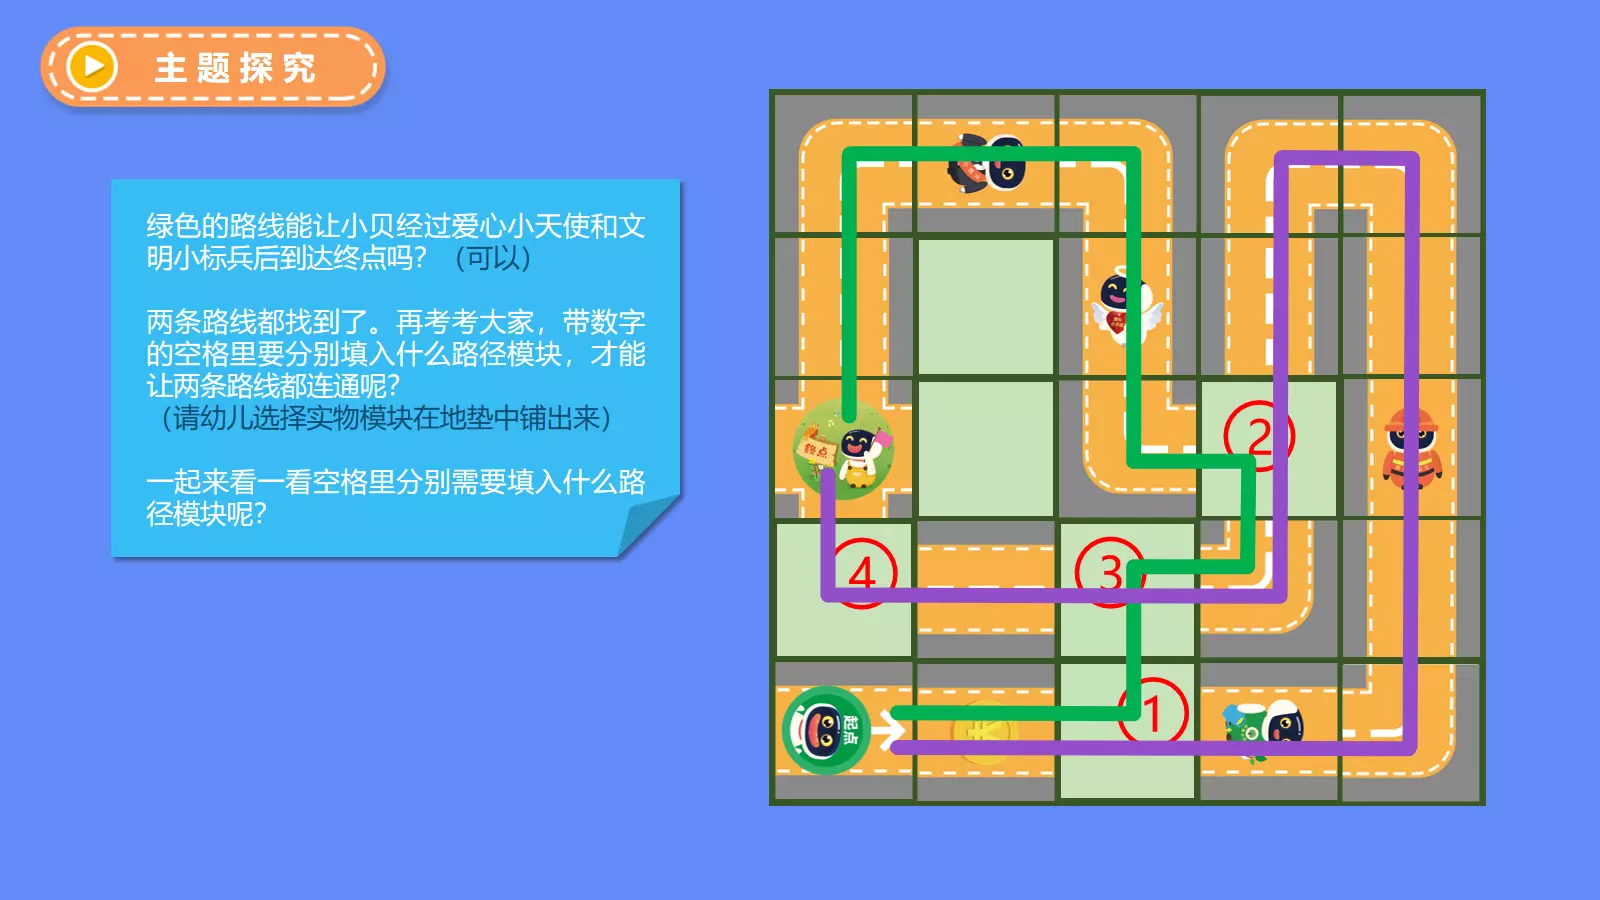 主题探究
绿色的路线能让小贝经过爱心小天使和文
明小标兵后到达终点吗？（可以）
两条路线都找到了。再考考大家，带数字
的空格里要分别填入什么路径模块，才能
让两条路线都连通呢？
（请幼儿选择实物模块在地垫中铺出来）
一起来看一看空格里分别需要填入什么路
径模块呢？
②
终点
④
③
起点
¥
①